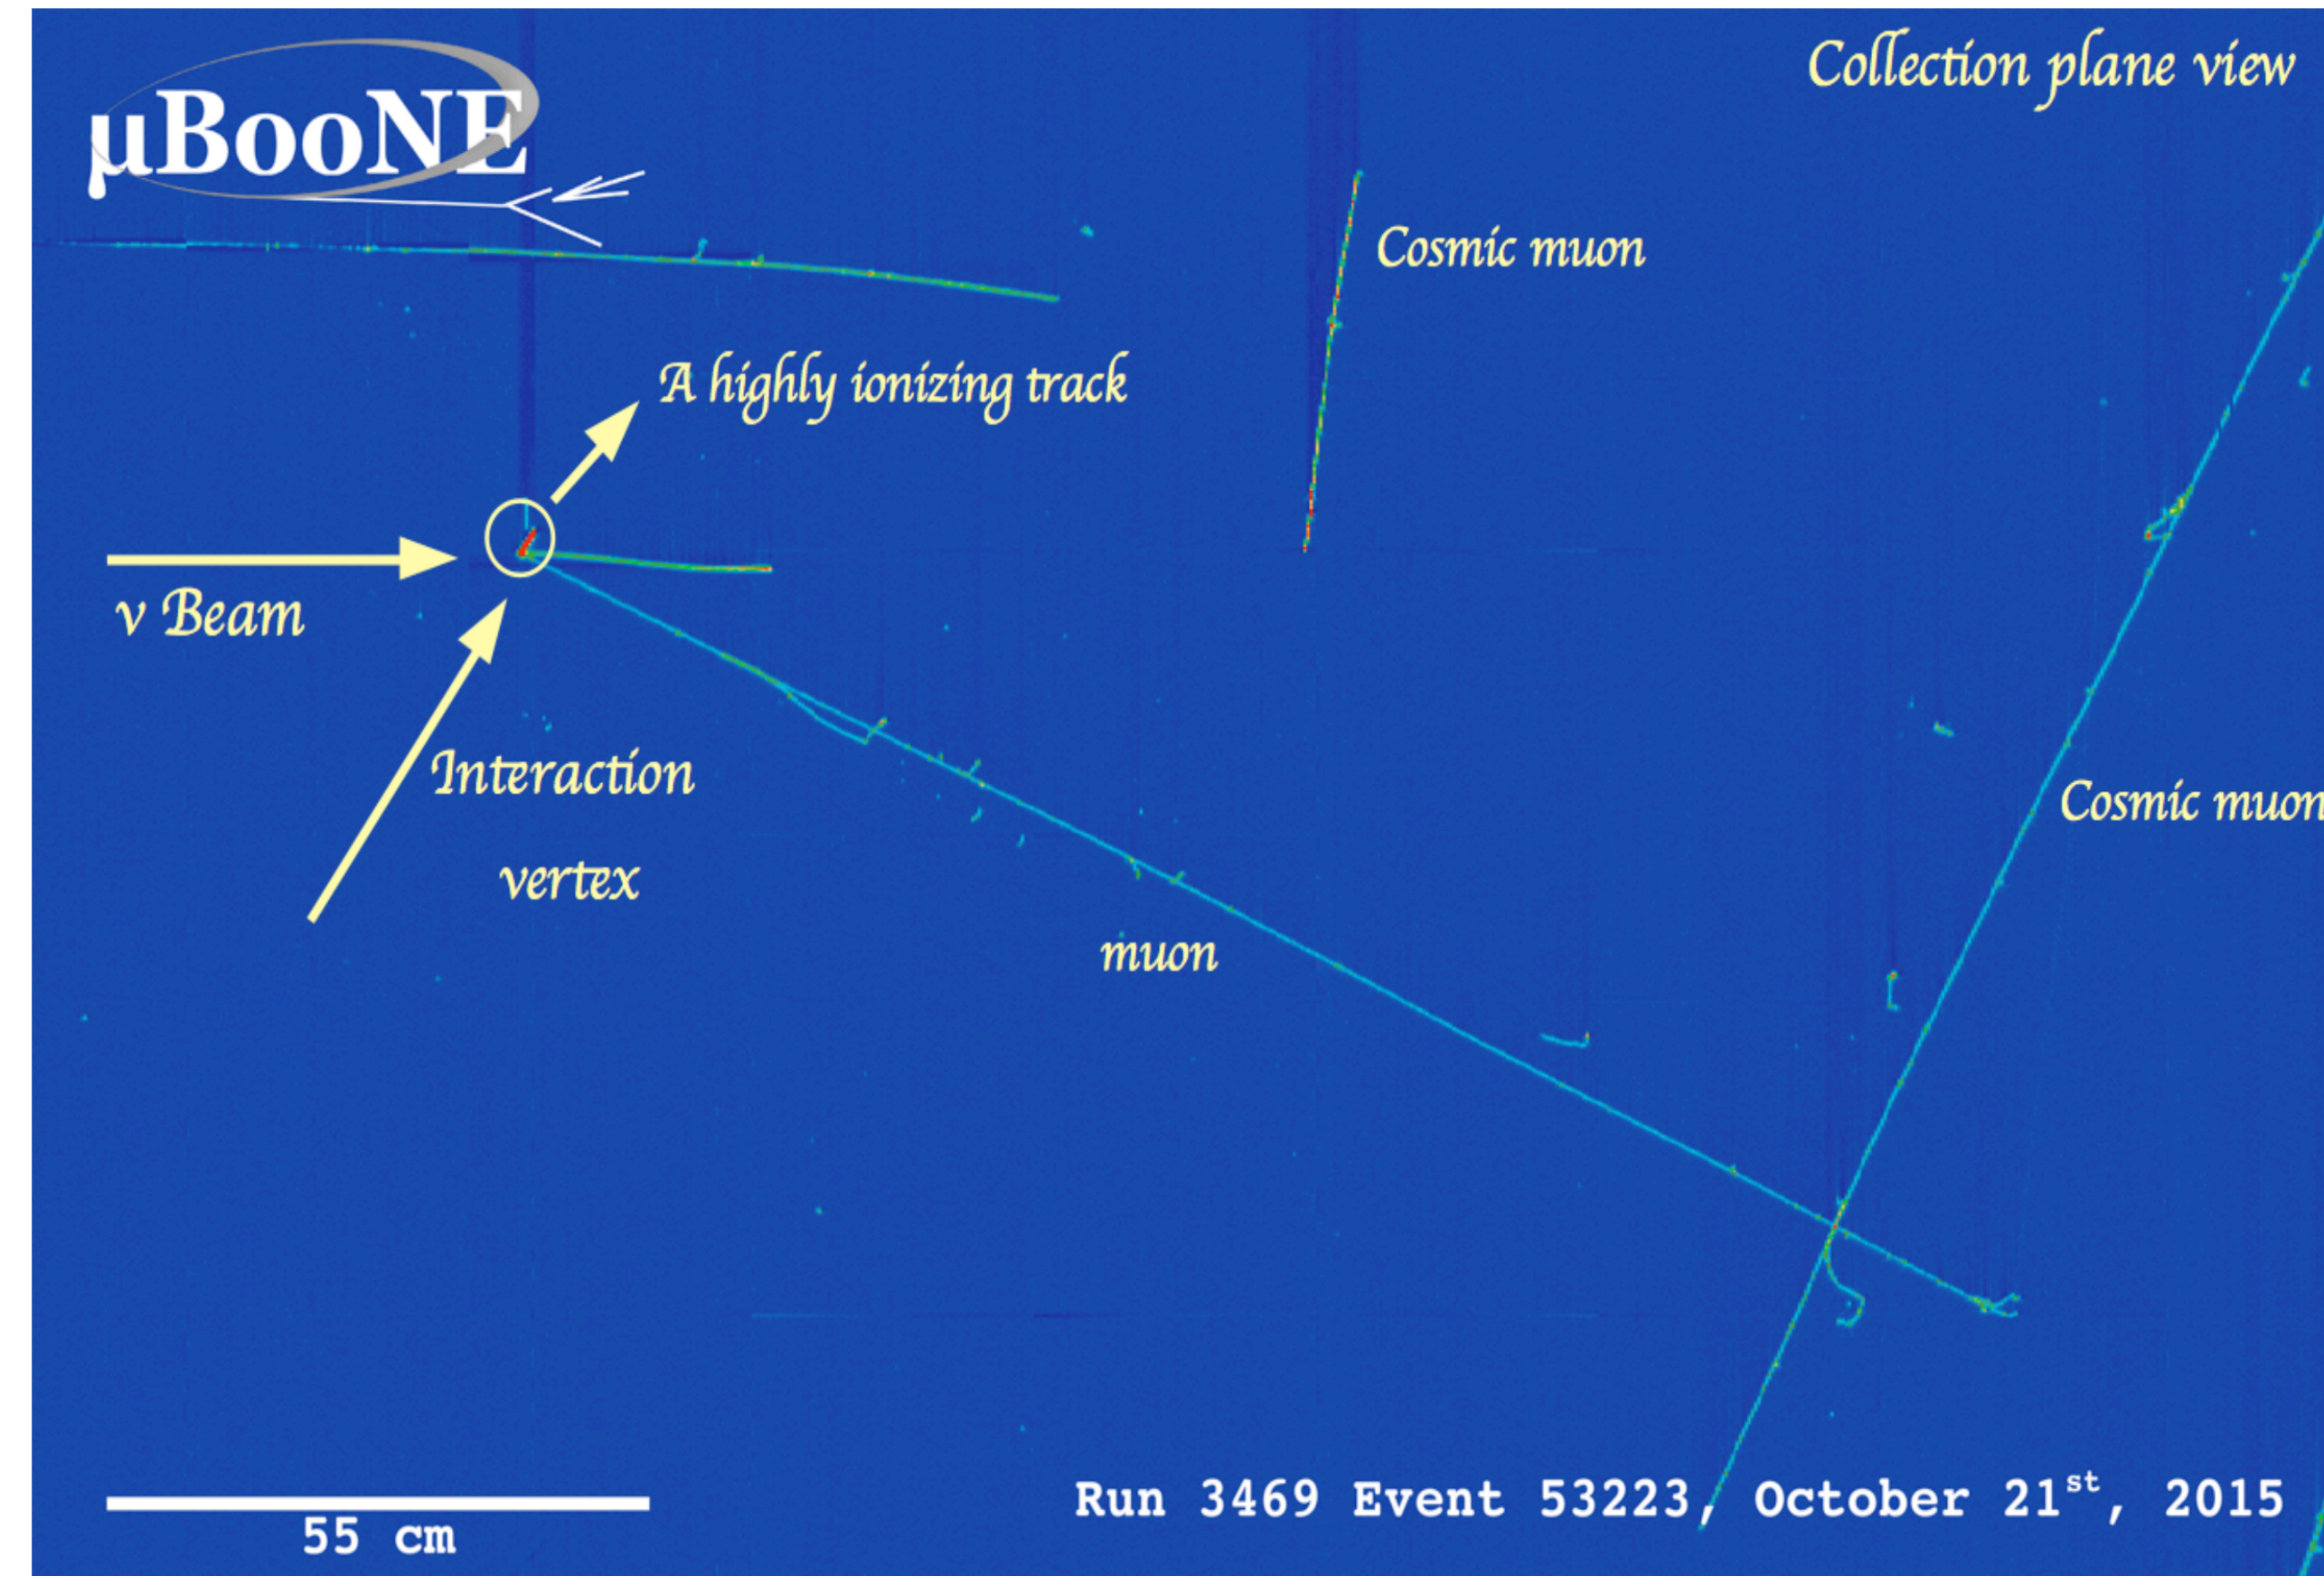 Collection plane view
µBooNE
Cosmic muon
A highly ionizing track
ν Beam
Interaction
vertex
Cosmic muon
muon
Run 3469 Event 53223, October 21st, 2015
55 cm